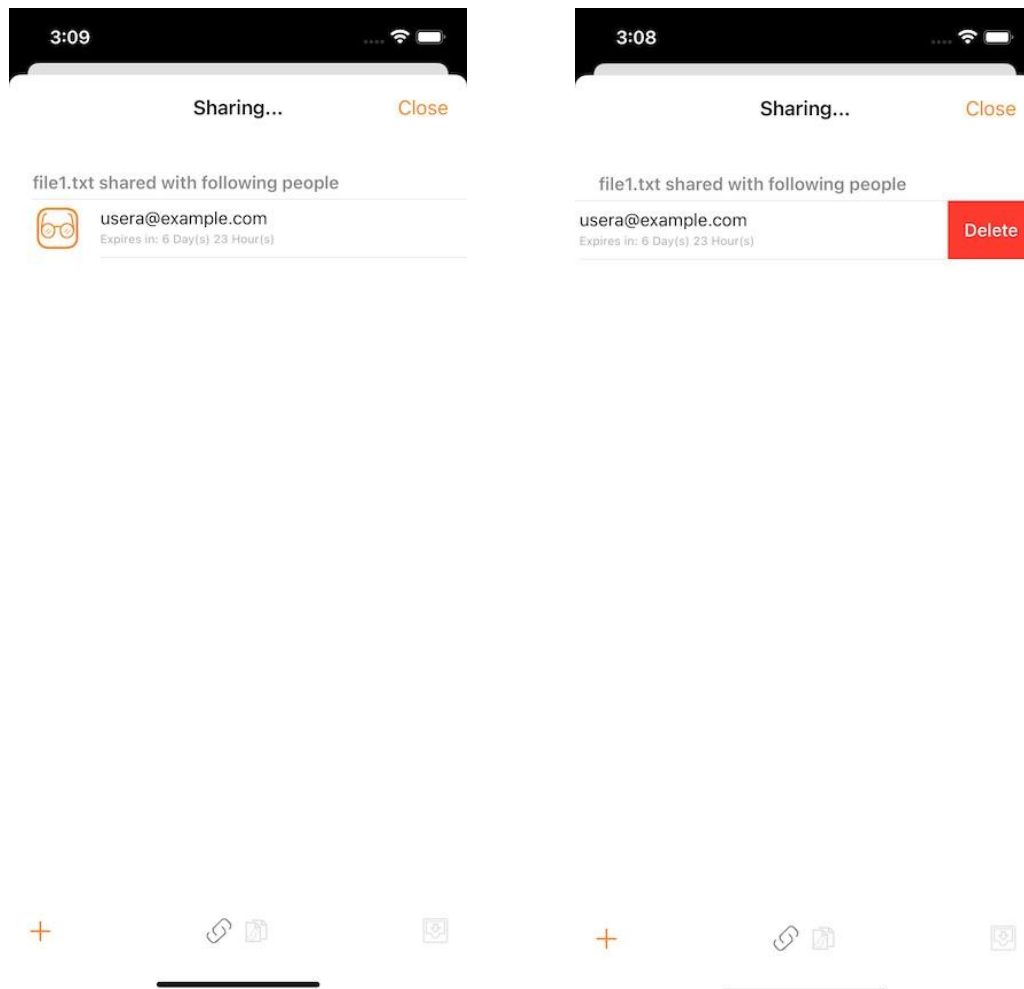 3:09
Sharing...
Close
file1.txt shared with following people
usera@example.com
Expires in: 6 Day(s) 23 Hour(s)
3:08
Sharing...
Close
file1.txt shared with following people
usera@example.com
Expires in: 6 Day(s) 23 Hour(s)
Delete